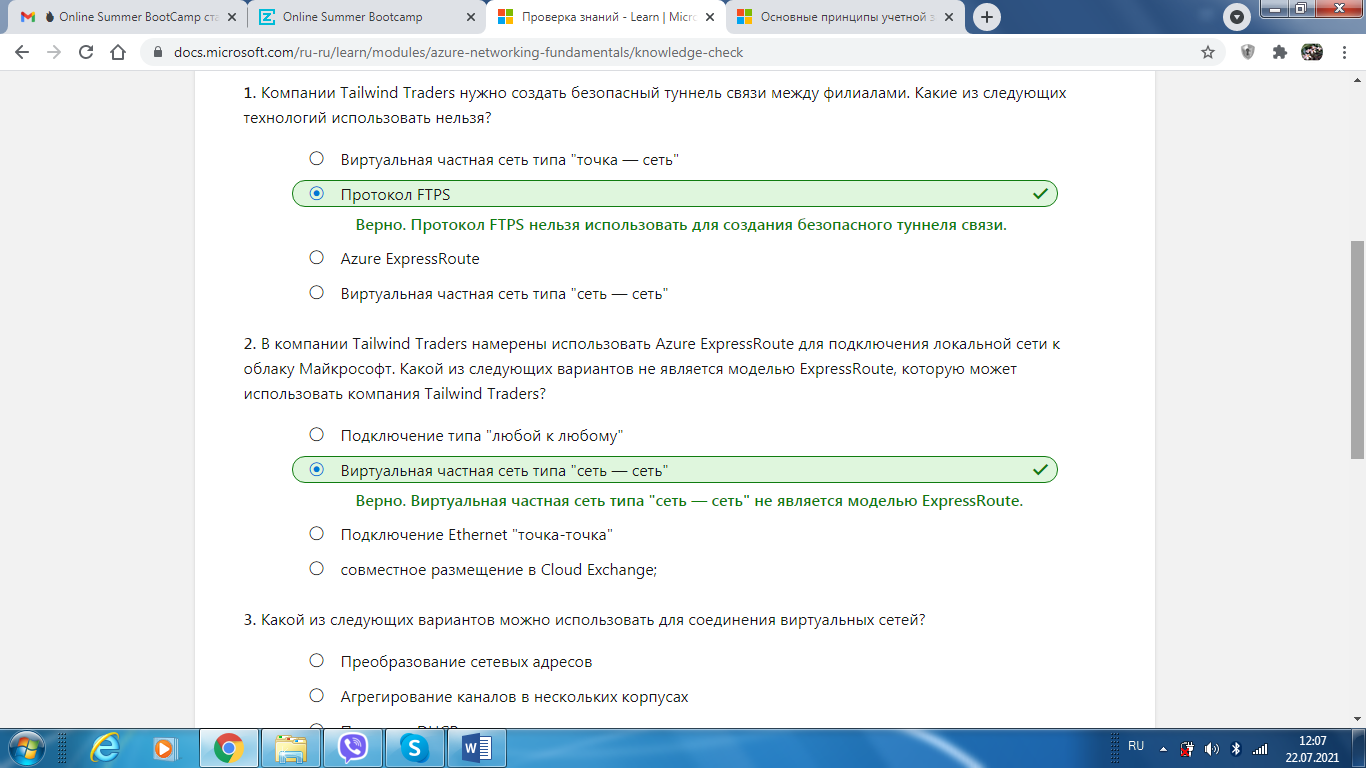 Online Summer BootCamp ста
Online Summer Bootcamp
Проверка знаний - Learn | Micro
Основные принципы учетной з
docs.microsoft.com/ru-ru/learn/modules/azure-networking-fundamentals/knowledge-check
1. Компании Tailwind Traders нужно создать безопасный туннель связи между филиалами. Какие из следующих
технологий использовать нельзя?
Виртуальная частная сеть типа "точка — сеть"
Протокол FTPS
Верно. Протокол FTPS нельзя использовать для создания безопасного туннеля связи.
Azure ExpressRoute
Виртуальная частная сеть типа "сеть — сеть"
2. В компании Tailwind Traders намерены использовать Azure ExpressRoute для подключения локальной сети к
облаку Майкрософт. Какой из следующих вариантов не является моделью ExpressRoute, которую может
использовать компания Tailwind Traders?
Подключение типа "любой к любому"
Виртуальная частная сеть типа "сеть — сеть"
Верно. Виртуальная частная сеть типа "сеть — сеть" не является моделью ExpressRoute.
Подключение Ethernet "точка-точка"
совместное размещение в Cloud Exchange;
3. Какой из следующих вариантов можно использовать для соединения виртуальных сетей?
Преобразование сетевых адресов
Агрегирование каналов в нескольких корпусах
RU
12:07
22.07.2021